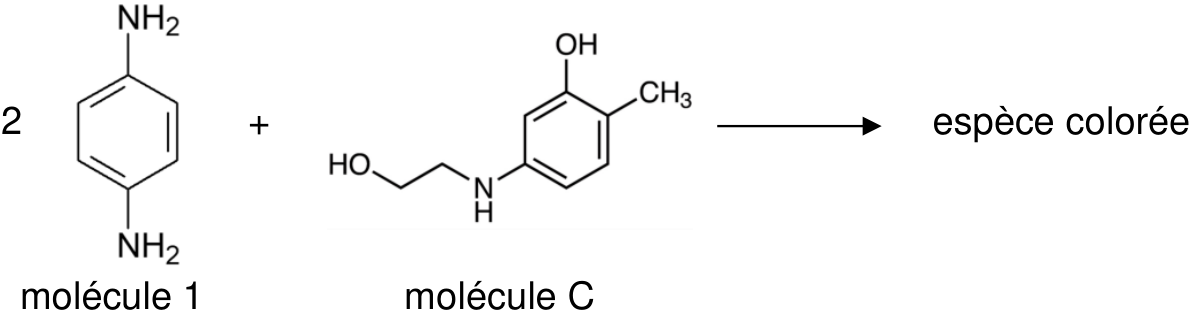 NH2
2
NH2
molécule 1
+
OH
CH3
HO
N
H
molécule C
espèce colorée